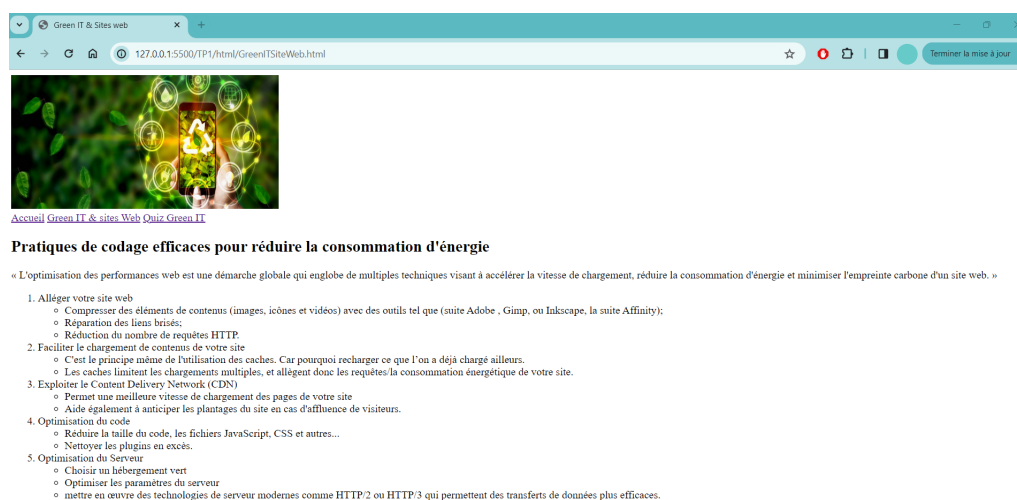 Green IT & Sites web
127.0.0.1:5500/TP1/html/GreenITSiteWeb.html
Terminer la mise à jour
Accueil Green IT & sites Web Quiz Green IT
Pratiques de codage efficaces pour réduire la consommation d'énergie
« L'optimisation des performances web est une démarche globale qui englobe de multiples techniques visant à accélérer la vitesse de chargement, réduire la consommation d'énergie et minimiser l'empreinte carbone d'un site web. »
1. Alléger votre site web
Compresser des éléments de contenus (images, icônes et vidéos) avec des outils tel que (suite Adobe , Gimp, ou Inkscape, la suite Affinity);
Réparation des liens brisés;
Réduction du nombre de requêtes HTTP.
2. Faciliter le chargement de contenus de votre site
C'est le principe même de l'utilisation des caches. Car pourquoi recharger ce que l’on a déjà chargé ailleurs.
Les caches limitent les chargements multiples, et allègent donc les requêtes/la consommation énergétique de votre site.
3. Exploiter le Content Delivery Network (CDN)
Permet une meilleure vitesse de chargement des pages de votre site
Aide également à anticiper les plantages du site en cas d'affluence de visiteurs.
4. Optimisation du code
Réduire la taille du code, les fichiers JavaScript, CSS et autres...
Nettoyer les plugins en excès.
5. Optimisation du Serveur
Choisir un hébergement vert
Optimiser les paramètres du serveur
mettre en œuvre des technologies de serveur modernes comme HTTP/2 ou HTTP/3 qui permettent des transferts de données plus efficaces.